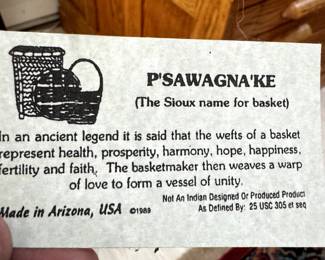 P'SAWAGNA'KE
(The Sioux name for basket)
In an ancient legend it is said that the wefts of a basket
represent health, prosperity, harmony, hope, happiness,
fertility and faith. The basketmaker then weaves a warp
of love to form a vessel of unity.
Not An Indian Designed Or Produced Product
As Defined By: 25 USC 305 et seq
Made in Arizona, USA ©1989